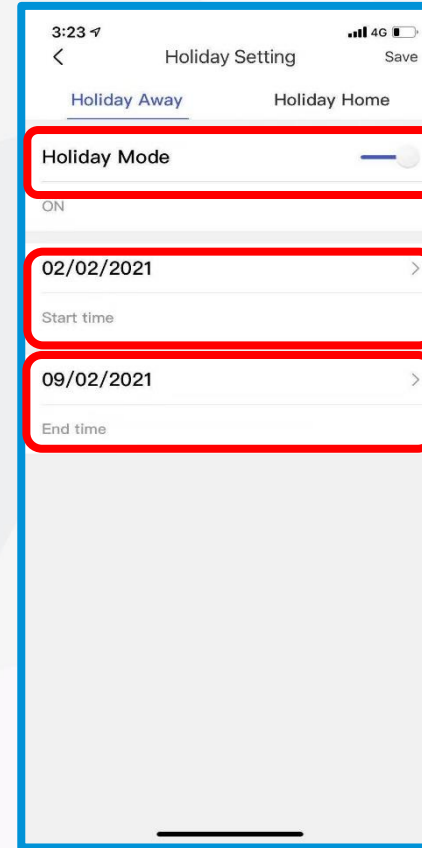 3:23 4G
Holiday Setting Save
Holiday Away Holiday Home
Holiday Mode
ON
02/02/2021
Start time
09/02/2021
End time